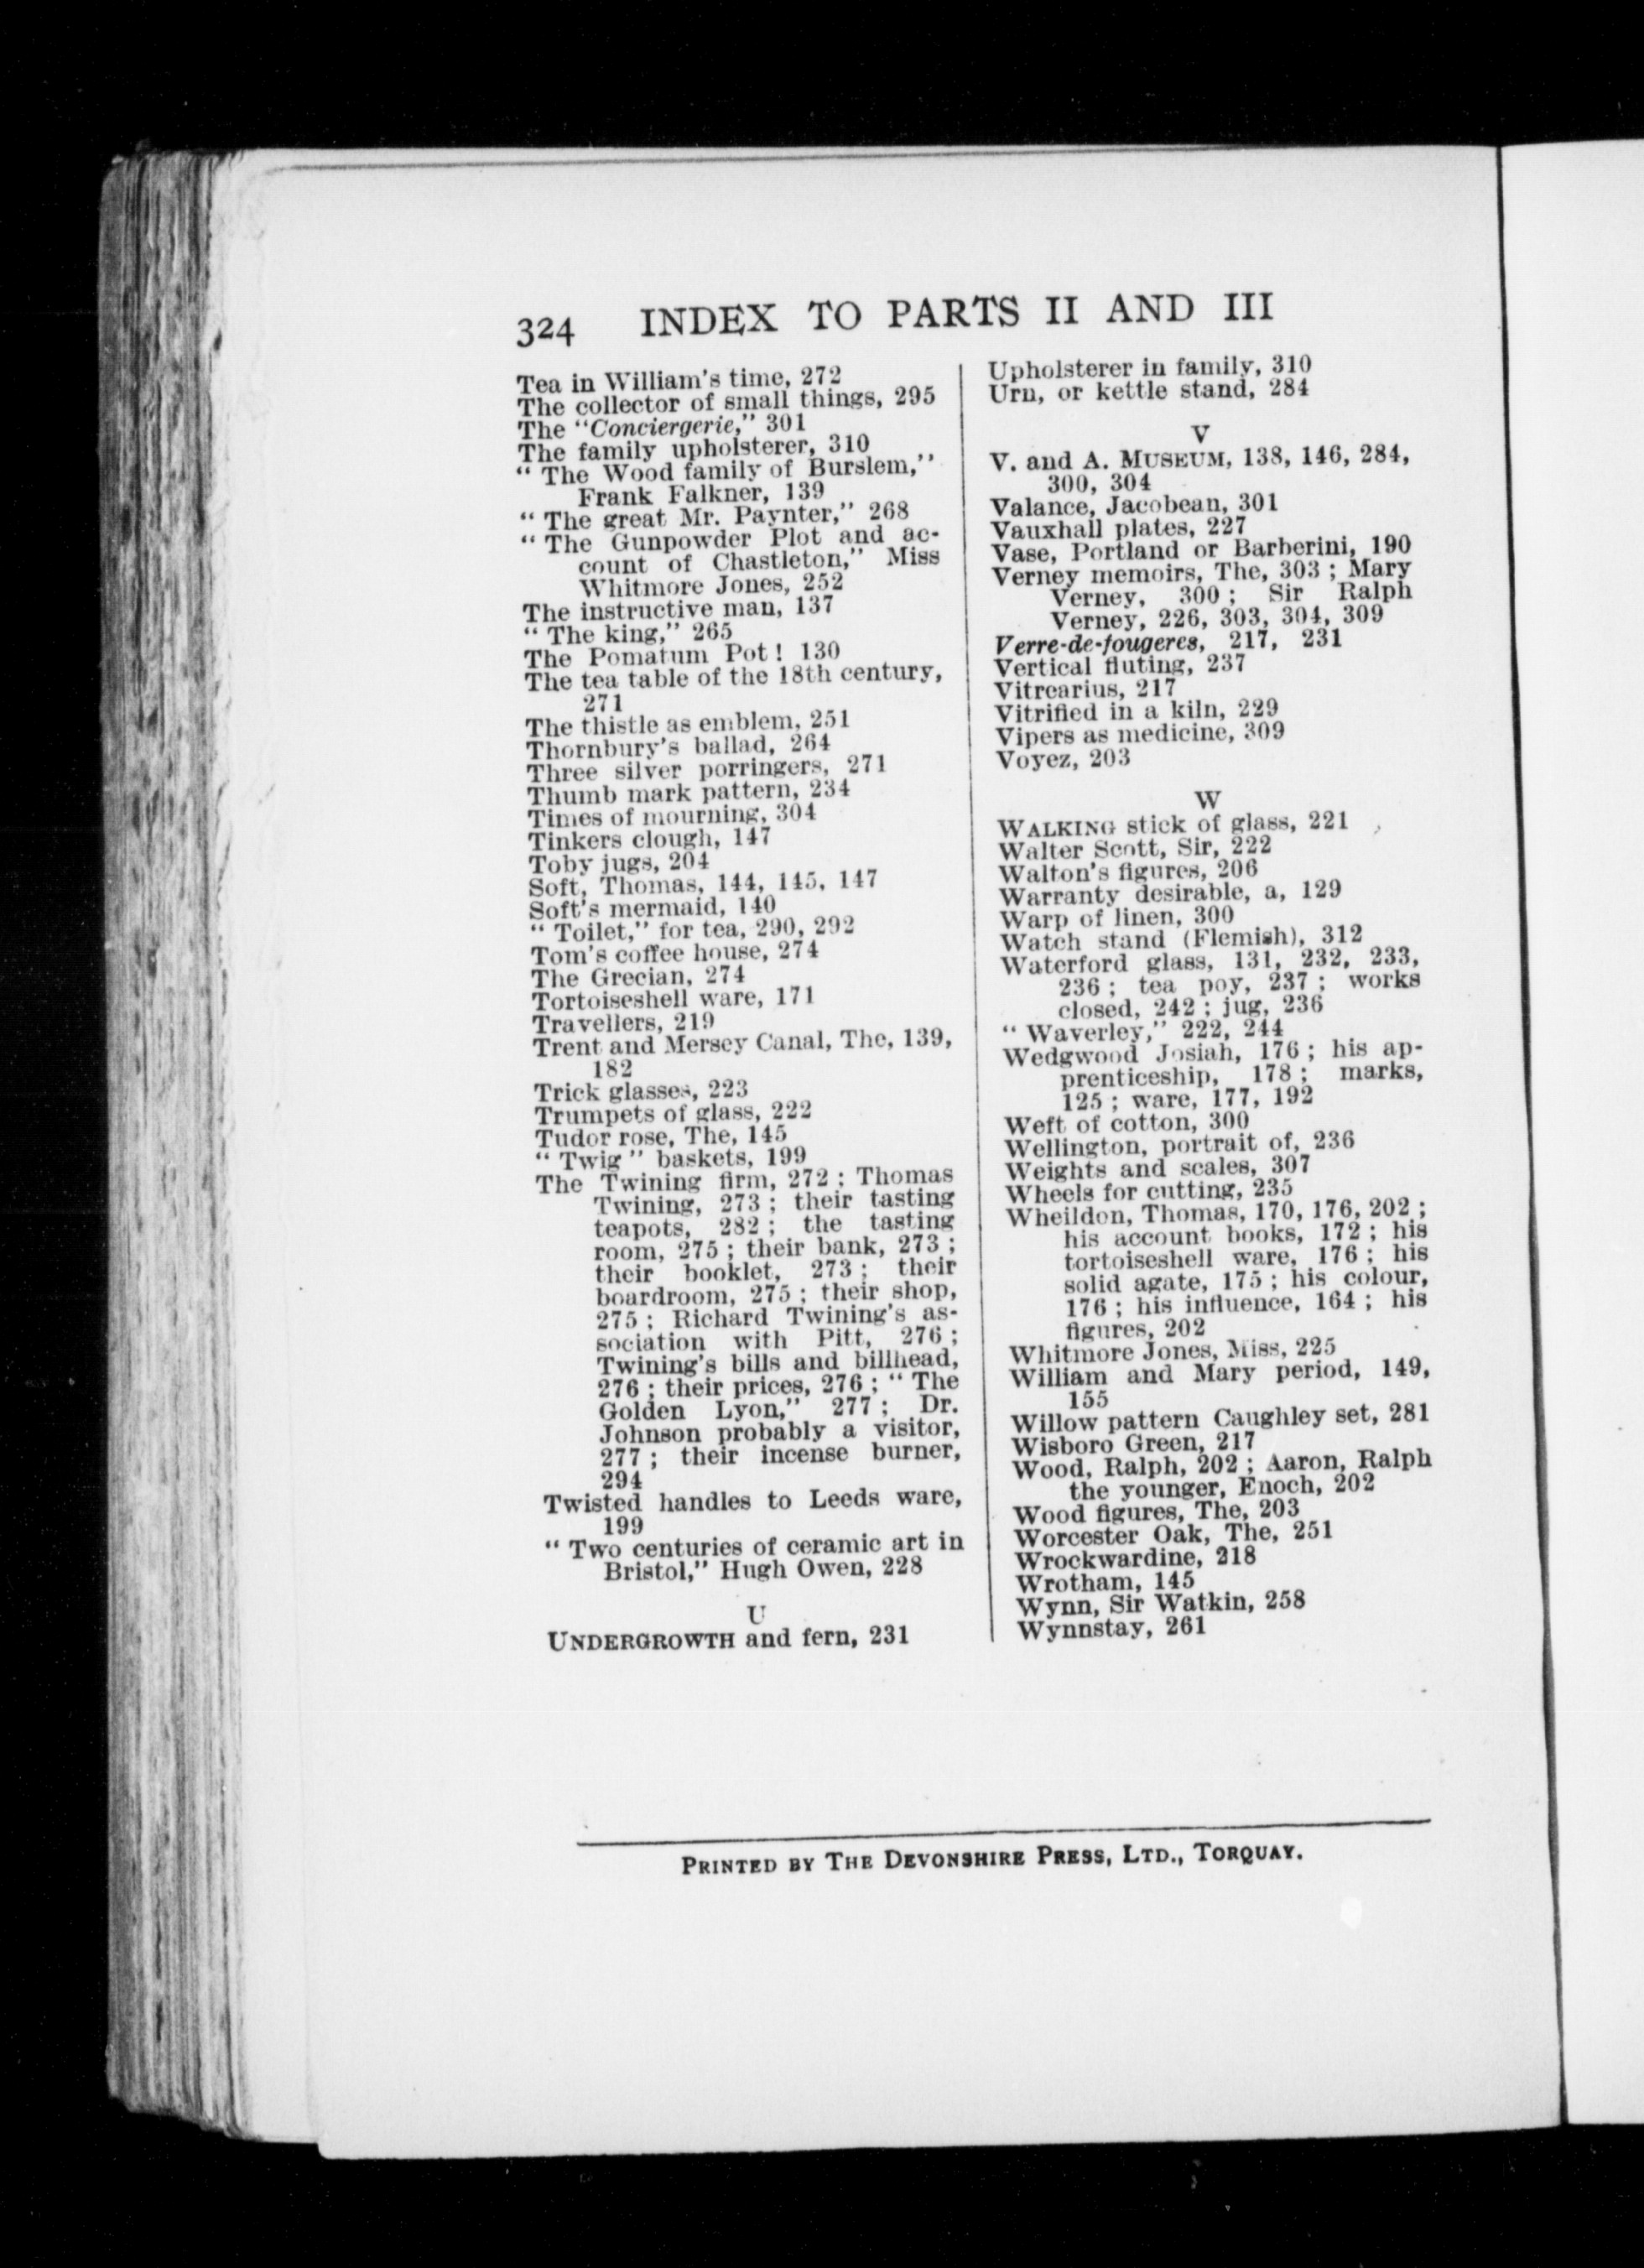 324 INDEX TO PARTS II AND III
Tea in William's time, 272
The collector of small things, 295
The "Conciergerie," 301
The family upholsterer, 310
" The Wood family of Burslem,"
Frank Falkner, 139
" The great Mr. Paynter," 268
" The Gunpowder Plot and ac-
count of Chastleton," Miss
Whitmore Jones, 252
The instructive man, 137
" The king," 265
The Pomatum Pot ! 130
The tea table of the 18th century,
271
The thistle as emblem, 251
Thornbury's ballad, 264
Three silver porringers, 271
Thumb mark pattern, 234
Times of mourning, 304
Tinkers clough, 147
Toby jugs, 204
Soft, Thomas, 144, 145, 147
Soft's mermaid, 140
" Toilet," for tea, 290, 292
Tom's coffee house, 274
The Grecian, 274
Tortoiseshell ware, 171
Travellers, 219
Trent and Mersey Canal, The, 139,
182
Trick glasses, 223
Trumpets of glass, 222
Tudor rose, The, 145
" Twig " baskets, 199
The Twining firm, 272 ; Thomas
Twining, 273 ; their tasting
teapots, 282 ; the tasting
room, 275 ; their bank, 273 ;
their booklet, 273 ; their
boardroom, 275 ; their shop,
275 ; Richard Twining's as-
sociation with Pitt, 276 ;
Twining's bills and billhead,
276 ; their prices, 276 ; " The
Golden Lyon," 277 ; Dr.
Johnson probably a visitor,
277 ; their incense burner,
294
Twisted handles to Leeds ware,
199
" Two centuries of ceramic art in
Bristol," Hugh Owen, 228
U
UNDERGROWTH and fern, 231
Upholsterer in family, 310
Urn, or kettle stand, 284
V
V. and A. MUSEUM, 138, 146, 284,
300, 304
Valance, Jacobean, 301
Vauxhall plates, 227
Vase, Portland or Barberini, 190
Verney memoirs, The, 303 ; Mary
Verney, 300 ; Sir Ralph
Verney, 226, 303, 304, 309
Verre-de-fougeres, 217, 231
Vertical fluting, 237
Vitrearius, 217
Vitrified in a kiln, 229
Vipers as medicine, 309
Voyez, 203
W
WALKING stick of glass, 221
Walter Scott, Sir, 222
Walton's figures, 206
Warranty desirable, a, 129
Warp of linen, 300
Watch stand (Flemish), 312
Waterford glass, 131, 232, 233,
236 ; tea poy, 237 ; works
closed, 242 ; jug, 236
" Waverley," 222, 244
Wedgwood Josiah, 176 ; his ap-
prenticeship, 178 ; marks,
125 ; ware, 177, 192
Weft of cotton, 300
Wellington, portrait of, 236
Weights and scales, 307
Wheels for cutting, 235
Wheildon, Thomas, 170, 176, 202 ;
his account books, 172 ; his
tortoiseshell ware, 176 ; his
solid agate, 175 ; his colour,
176 ; his influence, 164 ; his
figures, 202
Whitmore Jones, Miss, 225
William and Mary period, 149,
155
Willow pattern Caughley set, 281
Wisboro Green, 217
Wood, Ralph, 202 ; Aaron, Ralph
the younger, Enoch, 202
Wood figures, The, 203
Worcester Oak, The, 251
Wrockwardine, 218
Wrotham, 145
Wynn, Sir Watkin, 258
Wynnstay, 261
PRINTED BY THE DEVONSHIRE PRESS, LTD., TORQUAY.